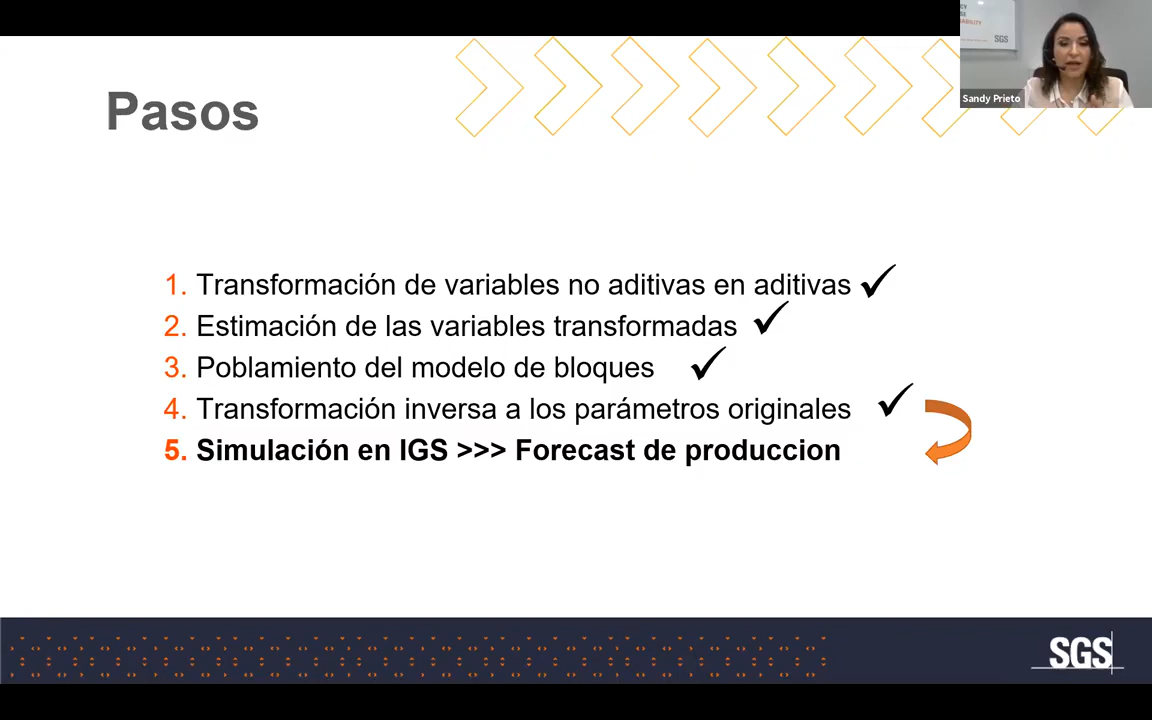 SGS
Sandy Prieto
Pasos
1. Transformación de variables no aditivas en aditivas
2. Estimación de las variables transformadas
3. Poblamiento del modelo de bloques
4. Transformación inversa a los parámetros originales
5. Simulación en IGS >>> Forecast de produccion
SGS